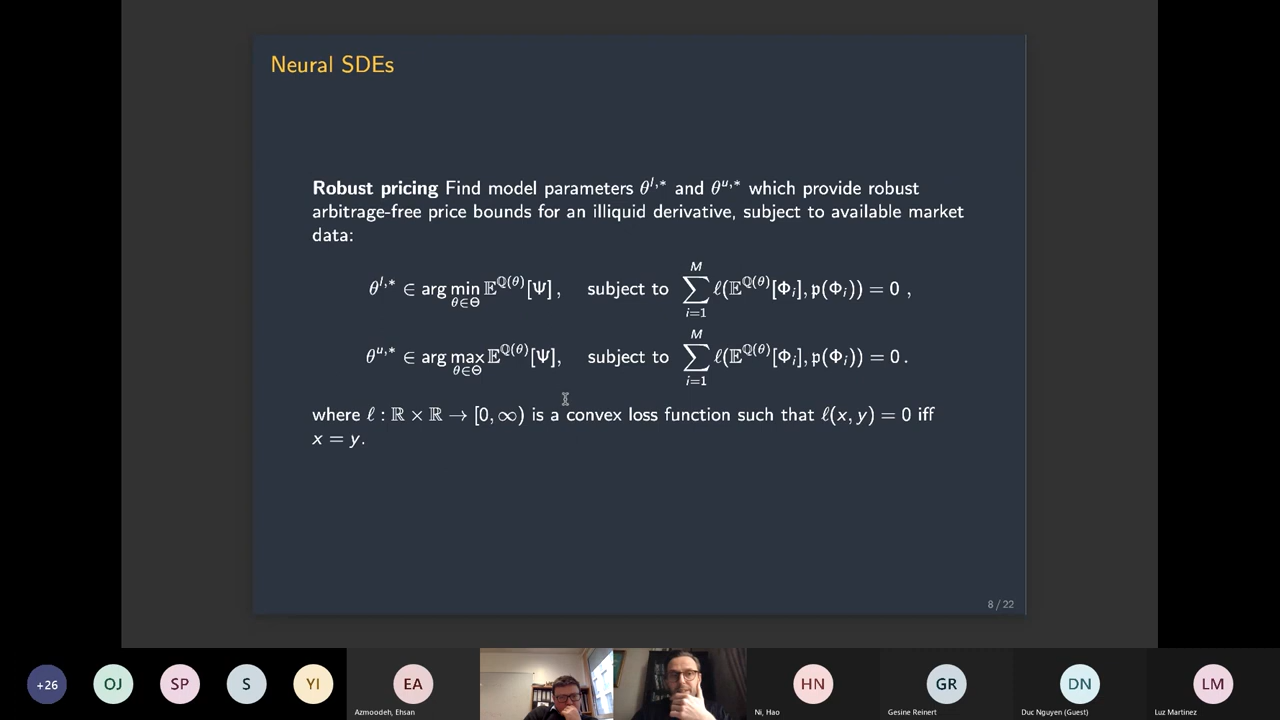 Neural SDEs
Robust pricing Find model parameters θ^{l,*} and θ^{u,*} which provide robust
arbitrage-free price bounds for an illiquid derivative, subject to available market
data:
θ^{l,*} ∈ arg min_{θ∈Θ} 𝔼^{ℚ(θ)}[Ψ] , subject to ∑_{i=1}^{M} ℓ(𝔼^{ℚ(θ)}[Φ_i], 𝔭(Φ_i)) = 0 ,
θ^{u,*} ∈ arg max_{θ∈Θ} 𝔼^{ℚ(θ)}[Ψ], subject to ∑_{i=1}^{M} ℓ(𝔼^{ℚ(θ)}[Φ_i], 𝔭(Φ_i)) = 0 .
where ℓ : ℝ × ℝ → [0, ∞) is a convex loss function such that ℓ(x, y) = 0 iff
x = y.
8 / 22
+26 OJ SP S YI EA HN GR DN LM
Azmoodeh, Ehsan Ni, Hao Gesine Reinert Duc Nguyen (Guest) Luz Martinez